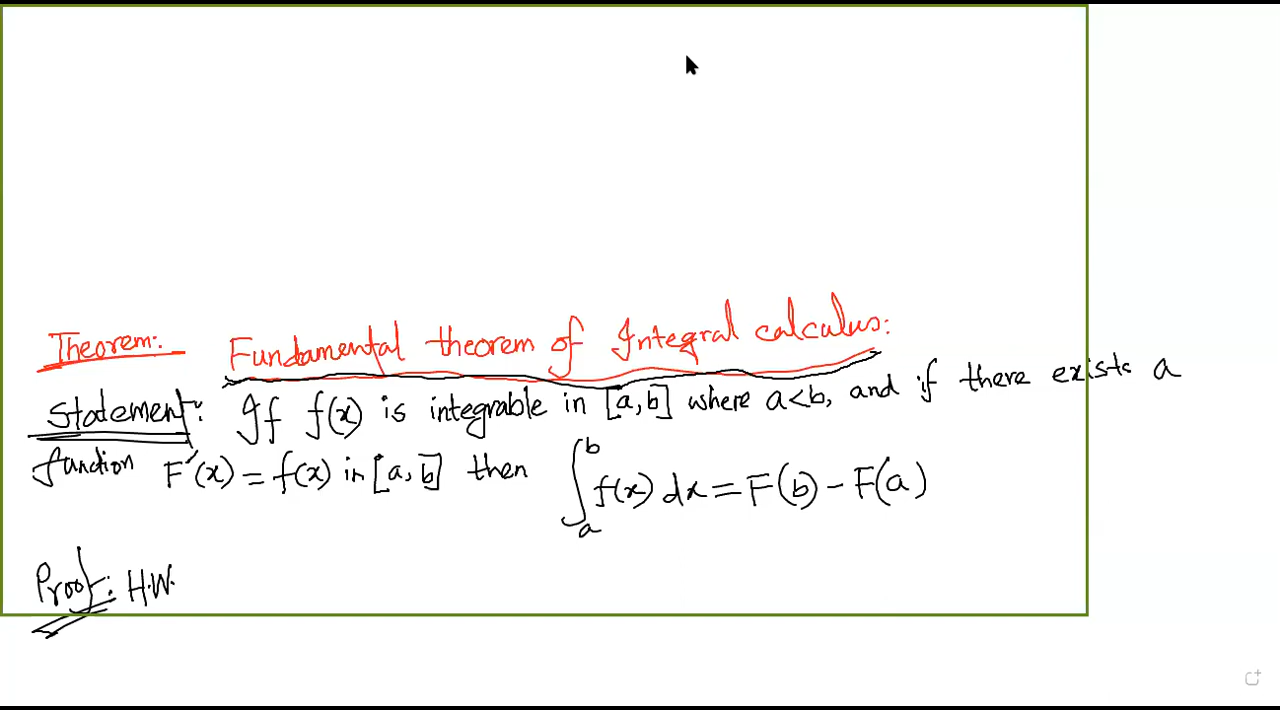 Theorem: Fundamental theorem of Integral calculus:
Statement: If f(x) is integrable in [a,b] where a<b, and if there exists a
function F'(x) = f(x) in [a,b] then ∫_a^b f(x) dx = F(b) - F(a)
Proof: H.W.